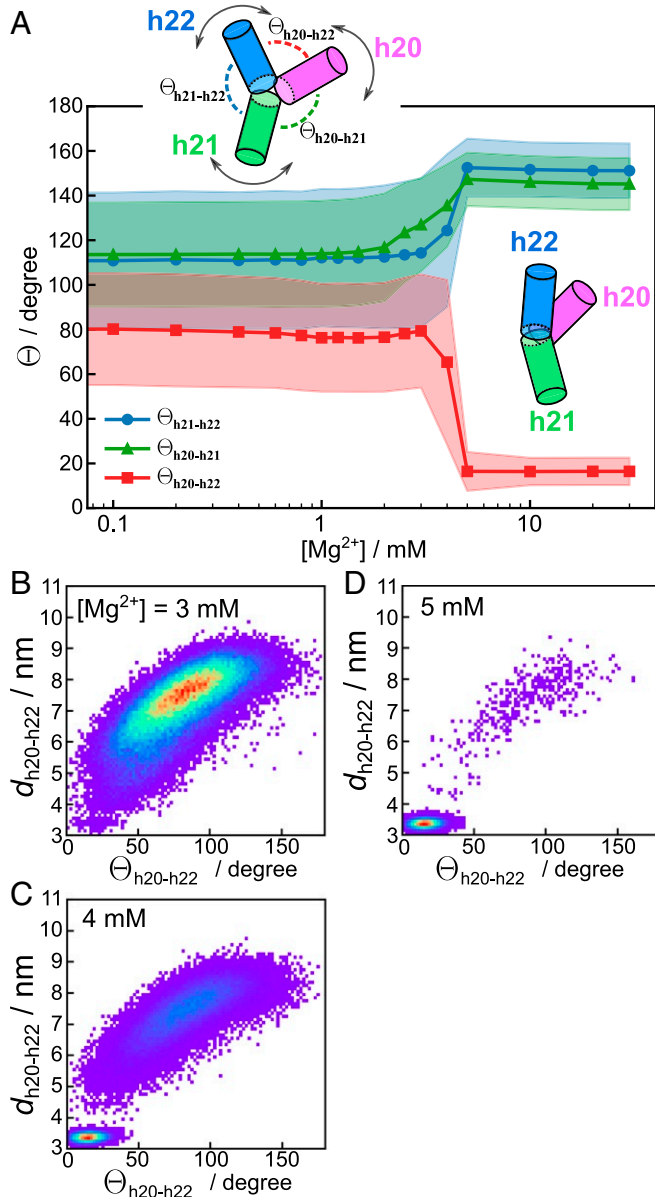 A
h22
Θh20-h22
h20
Θh21-h22
Θh20-h21
h21
180
160
140
120
100
80
60
40
20
0
Θ / degree
h22
h20
h21
Θh21-h22
Θh20-h21
Θh20-h22
0.1
1
10
[Mg2+] / mM
B
[Mg2+] = 3 mM
11
10
9
8
7
6
5
4
3
dh20-h22 / nm
0
50
100
150
Θh20-h22 / degree
D
5 mM
11
10
9
8
7
6
5
4
3
dh20-h22 / nm
0
50
100
150
Θh20-h22 / degree
C
4 mM
11
10
9
8
7
6
5
4
3
dh20-h22 / nm
0
50
100
150
Θh20-h22 / degree